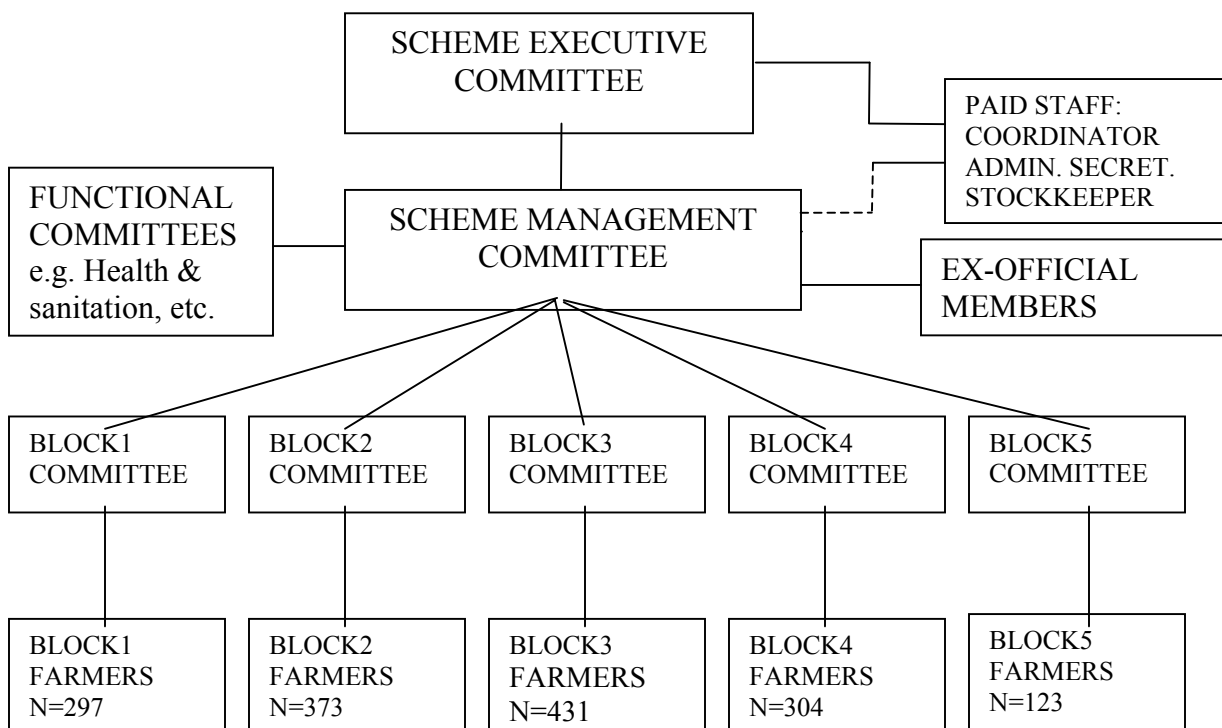 SCHEME EXECUTIVE
COMMITTEE
PAID STAFF:
COORDINATOR
ADMIN. SECRET.
STOCKKEEPER
FUNCTIONAL
COMMITTEES
e.g. Health &
sanitation, etc.
SCHEME MANAGEMENT
COMMITTEE
EX-OFFICIAL
MEMBERS
BLOCK1
COMMITTEE
BLOCK2
COMMITTEE
BLOCK3
COMMITTEE
BLOCK4
COMMITTEE
BLOCK5
COMMITTEE
BLOCK1
FARMERS
N=297
BLOCK2
FARMERS
N=373
BLOCK3
FARMERS
N=431
BLOCK4
FARMERS
N=304
BLOCK5
FARMERS
N=123